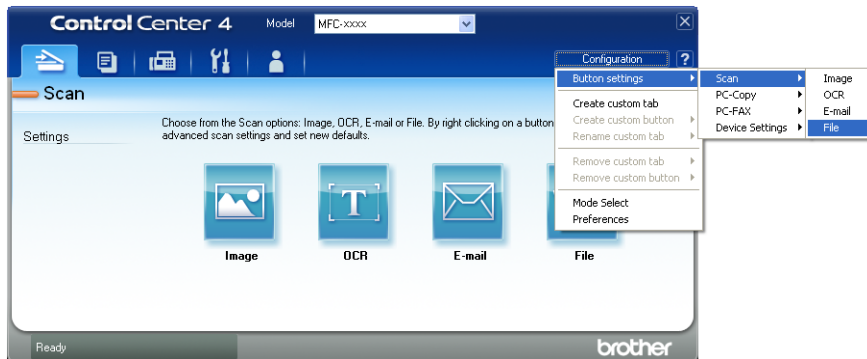 Control Center 4 Model MFC-xxxx
Configuration ?
Scan
Choose from the Scan options: Image, OCR, E-mail or File. By right clicking on a button
advanced scan settings and set new defaults.
Settings
Image OCR E-mail File
Button settings
Create custom tab
Create custom button
Rename custom tab
Remove custom tab
Remove custom button
Mode Select
Preferences
Scan
PC-Copy
PC-FAX
Device Settings
Image
OCR
E-mail
File
Ready
brother